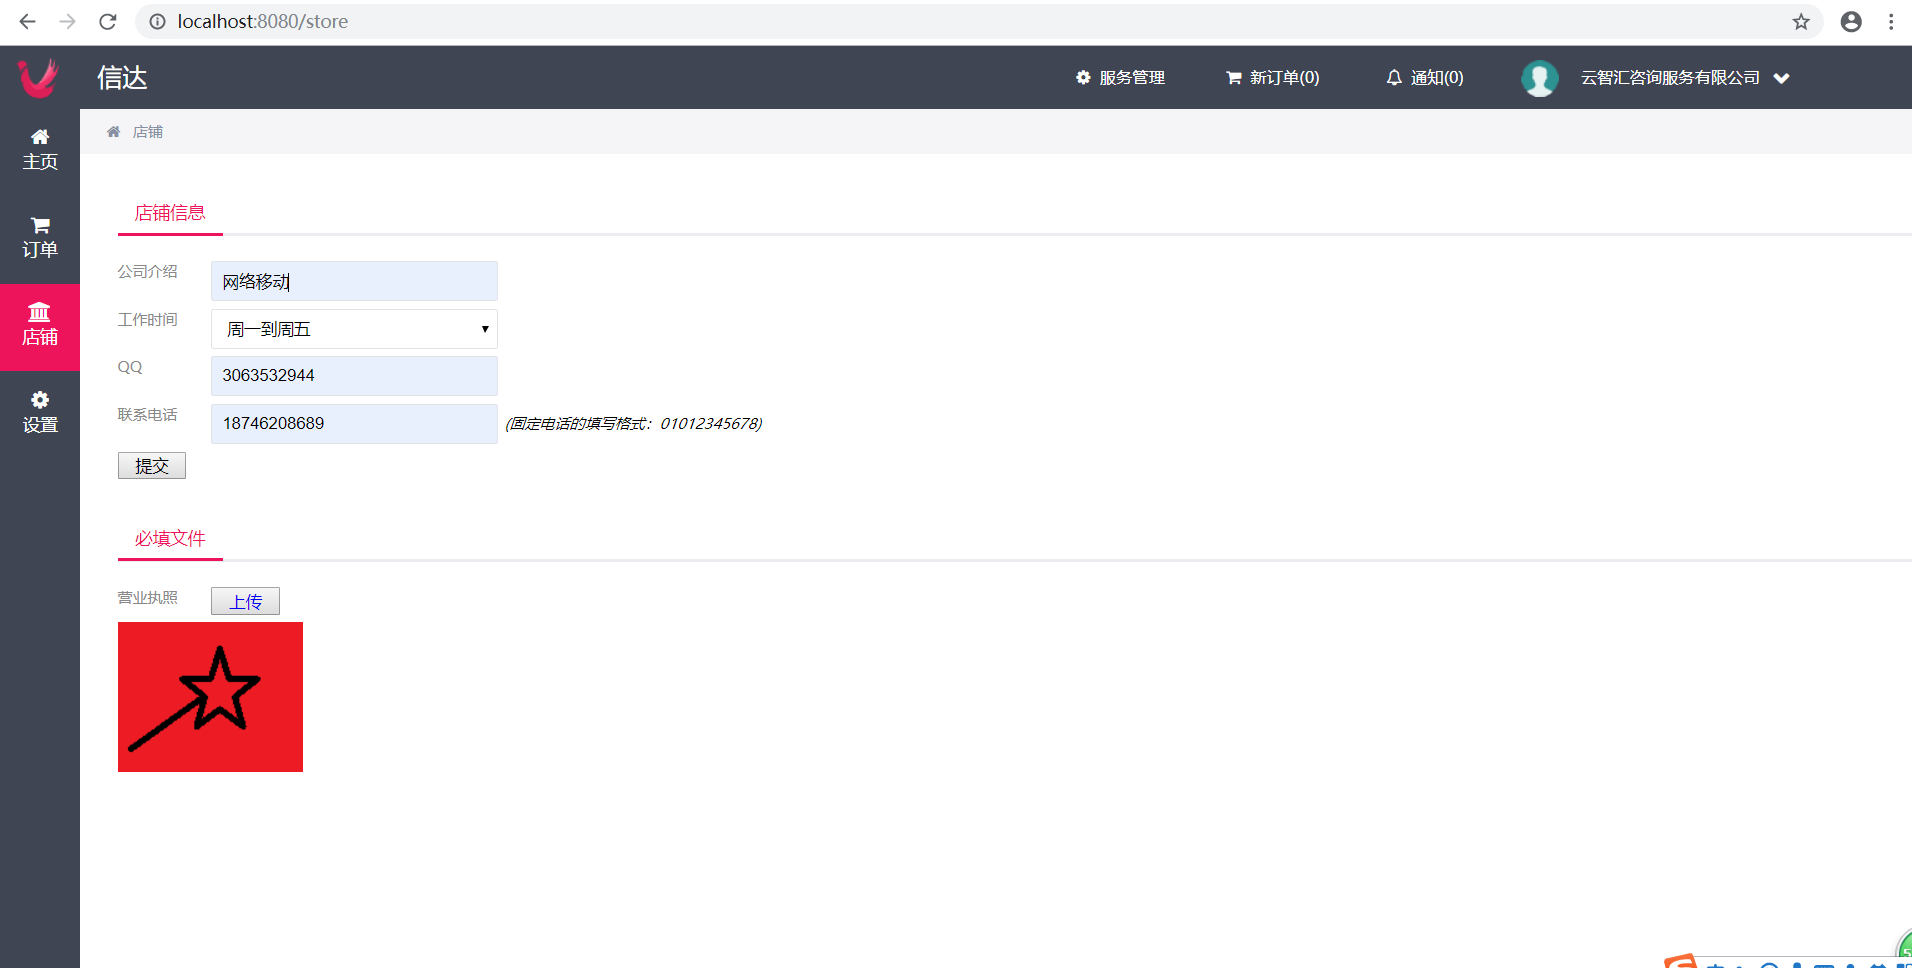 localhost:8080/store
信达
服务管理
新订单(0)
通知(0)
云智汇咨询服务有限公司
主页
订单
店铺
设置
店铺
店铺信息
公司介绍
网络移动
工作时间
周一到周五
QQ
3063532944
联系电话
18746208689
(固定电话的填写格式：01012345678)
提交
必填文件
营业执照
上传